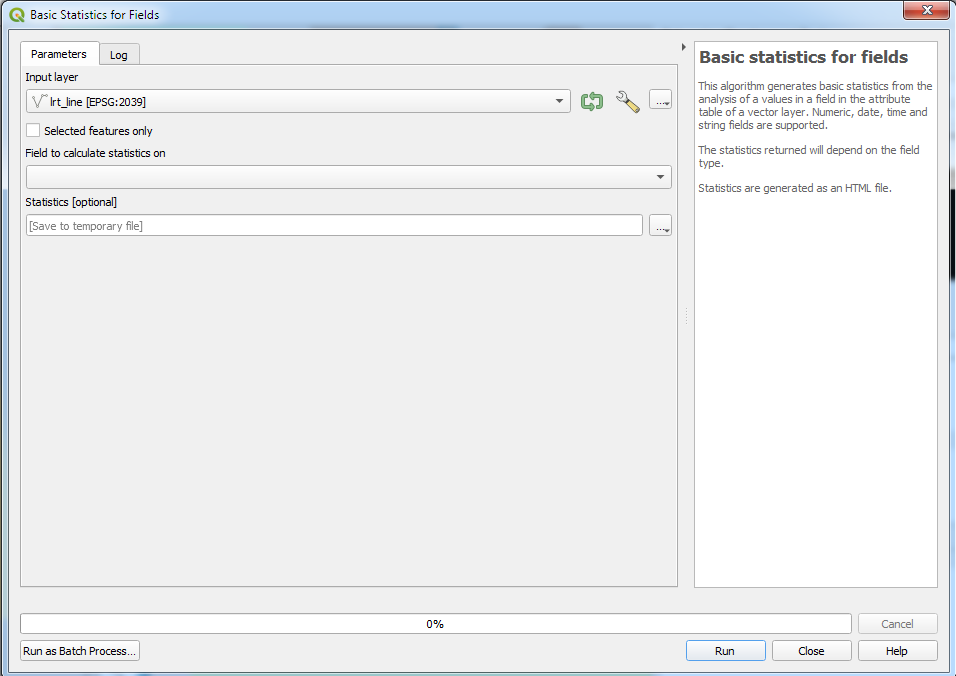 Basic Statistics for Fields
Parameters
Log
Input layer
lrt_line [EPSG:2039]
...
Selected features only
Field to calculate statistics on
Statistics [optional]
[Save to temporary file]
...
Basic statistics for fields
This algorithm generates basic statistics from the
analysis of a values in a field in the attribute
table of a vector layer. Numeric, date, time and
string fields are supported.
The statistics returned will depend on the field
type.
Statistics are generated as an HTML file.
0%
Cancel
Run as Batch Process...
Run
Close
Help